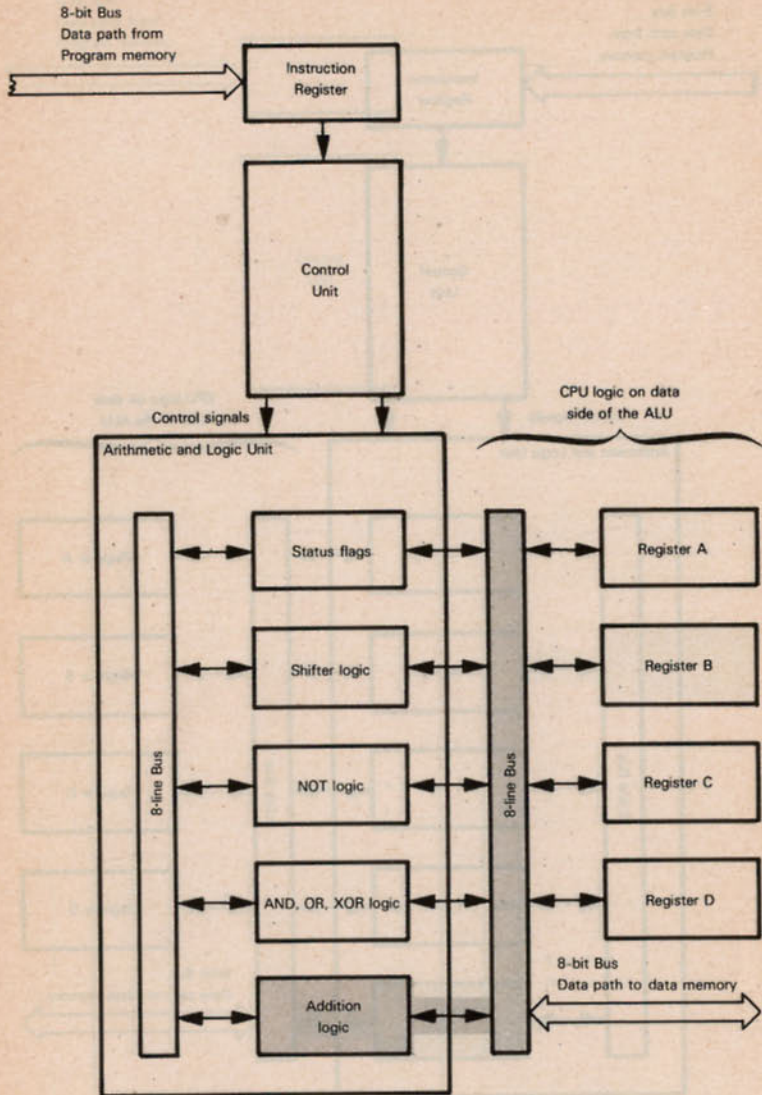 8-bit Bus
Data path from
Program memory
Instruction
Register
Control
Unit
Control signals
CPU logic on data
side of the ALU
Arithmetic and Logic Unit
8-line Bus
Status flags
Shifter logic
NOT logic
AND, OR, XOR logic
Addition
logic
8-line Bus
Register A
Register B
Register C
Register D
8-bit Bus
Data path to data memory